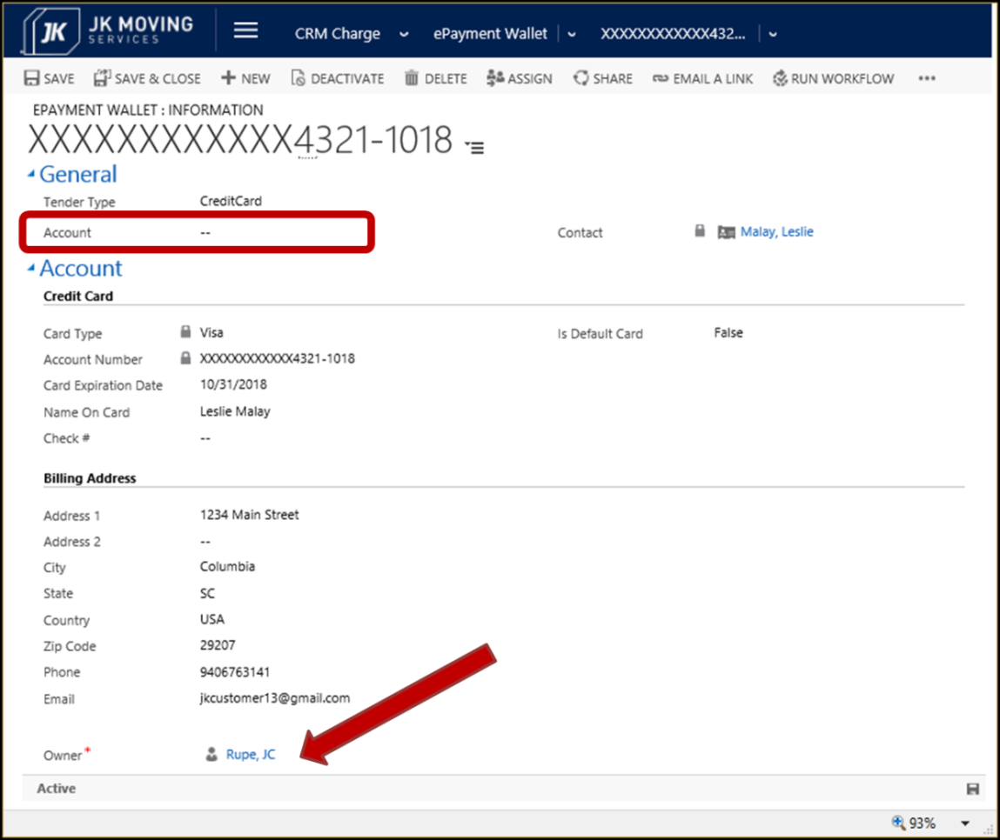 JK JK MOVING SERVICES CRM Charge ePayment Wallet XXXXXXXXXXXX432...
SAVE SAVE & CLOSE NEW DEACTIVATE DELETE ASSIGN SHARE EMAIL A LINK RUN WORKFLOW •••
EPAYMENT WALLET : INFORMATION
XXXXXXXXXXXX4321-1018
General
Tender Type CreditCard
Account -- Contact Malay, Leslie
Account
Credit Card
Card Type Visa Is Default Card False
Account Number XXXXXXXXXXXX4321-1018
Card Expiration Date 10/31/2018
Name On Card Leslie Malay
Check # --
Billing Address
Address 1 1234 Main Street
Address 2 --
City Columbia
State SC
Country USA
Zip Code 29207
Phone 9406763141
Email jkcustomer13@gmail.com
Owner* Rupe, JC
Active
93%